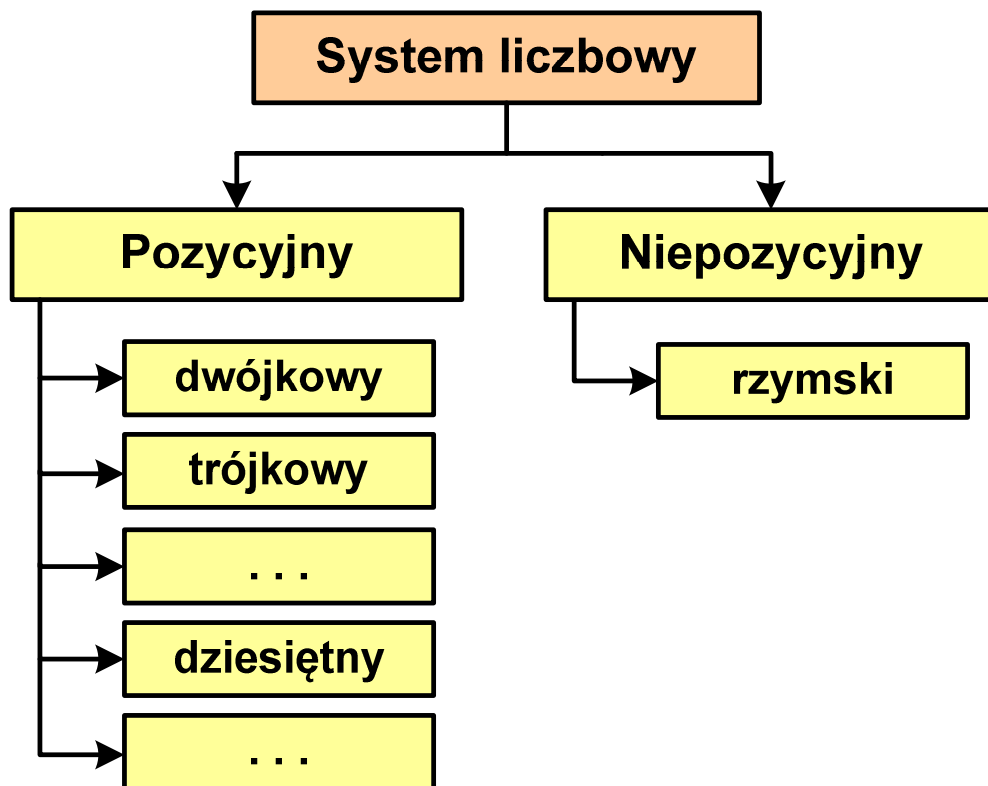 System liczbowy
Pozycyjny
Niepozycyjny
dwójkowy
rzymski
trójkowy
. . .
dziesiętny
. . .